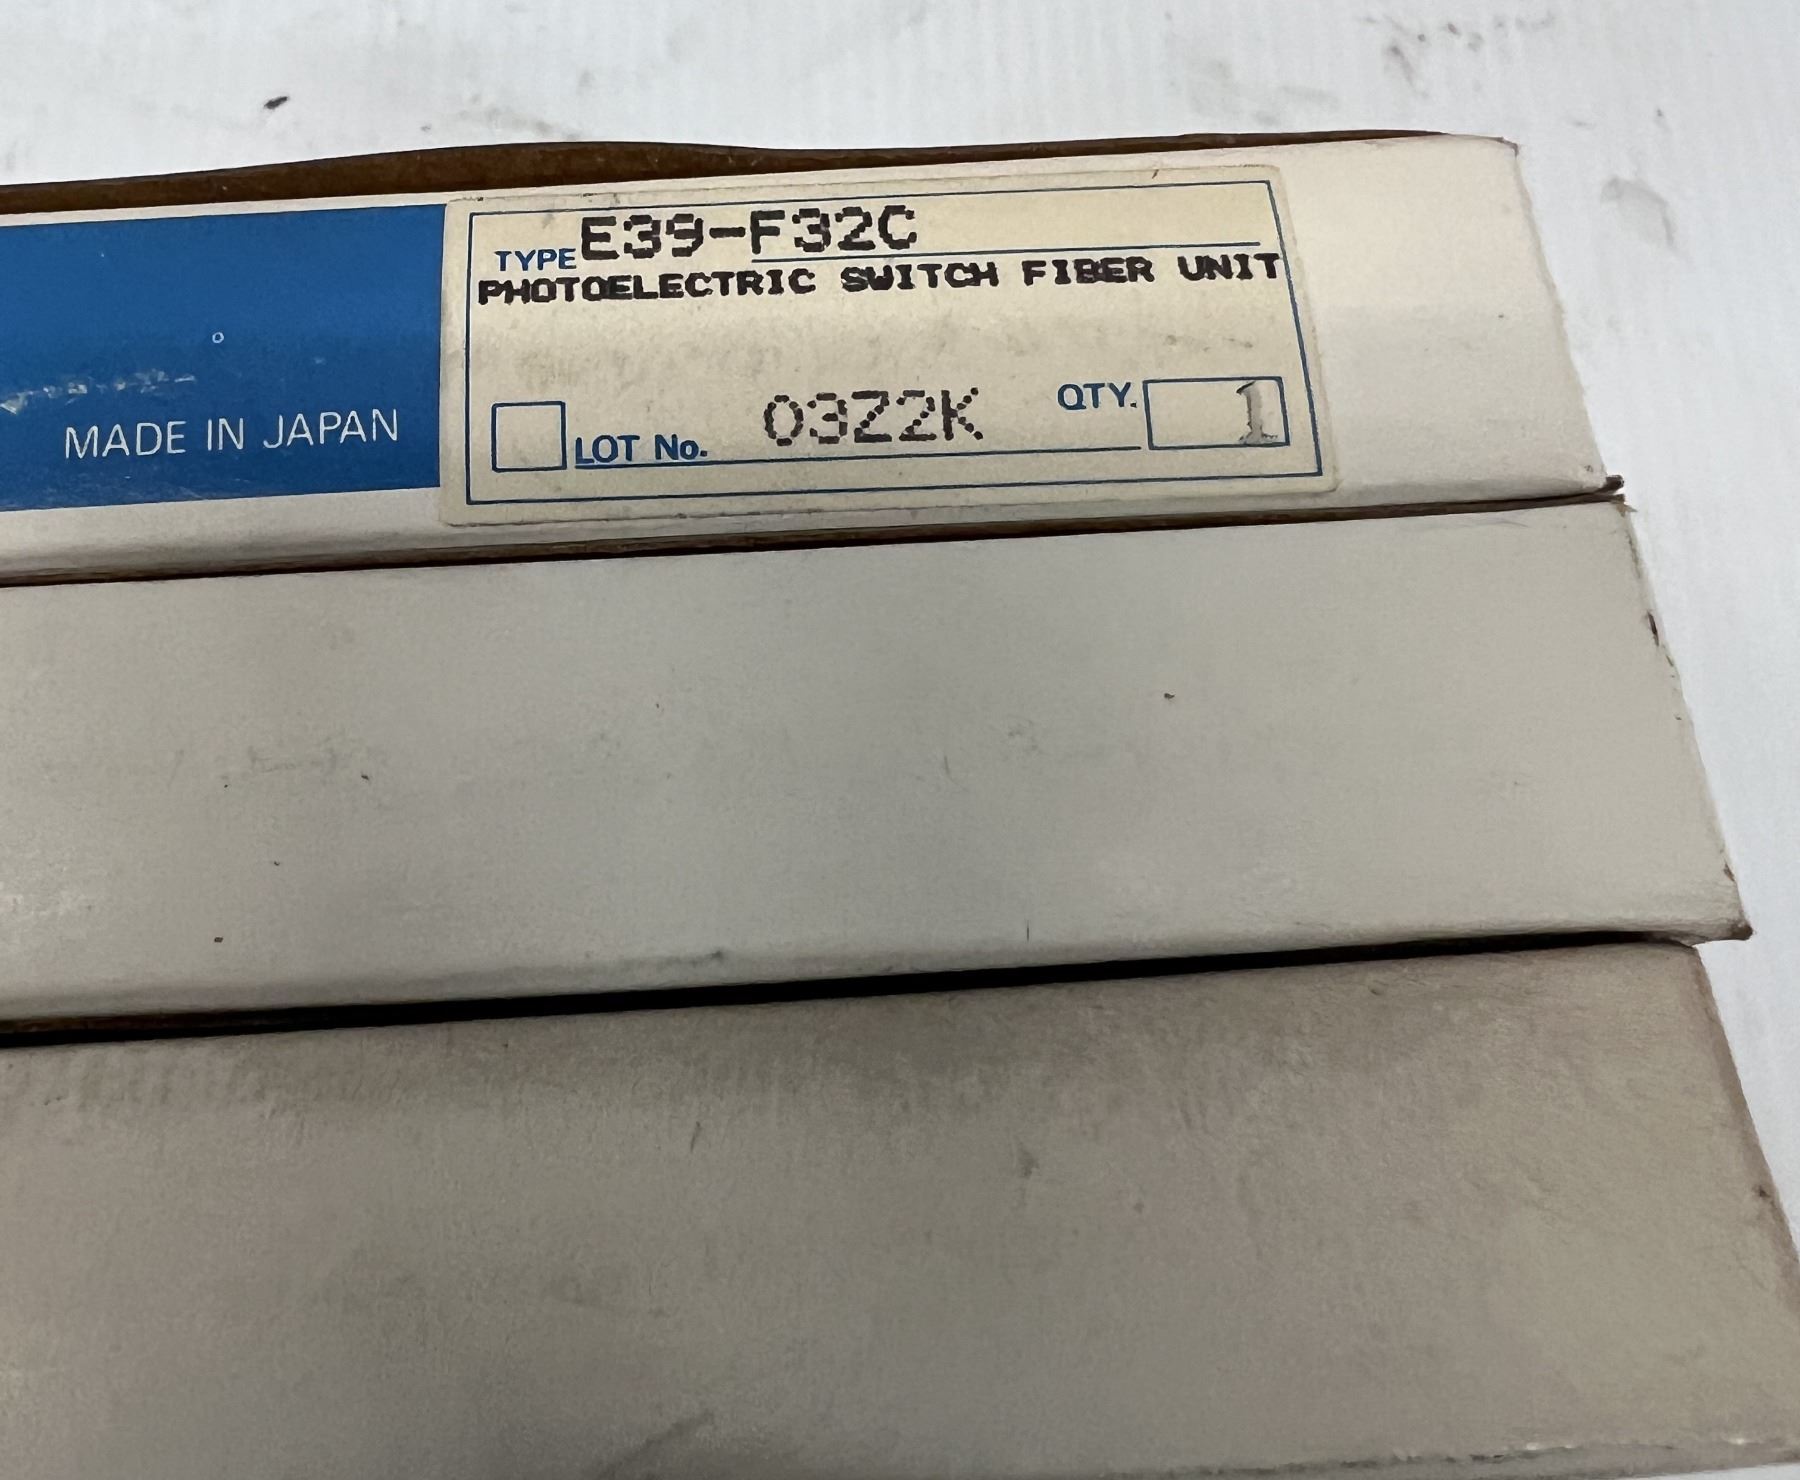 TYPE E39-F32C
PHOTOELECTRIC SWITCH FIBER UNIT
MADE IN JAPAN
LOT No. 03Z2K QTY. 1